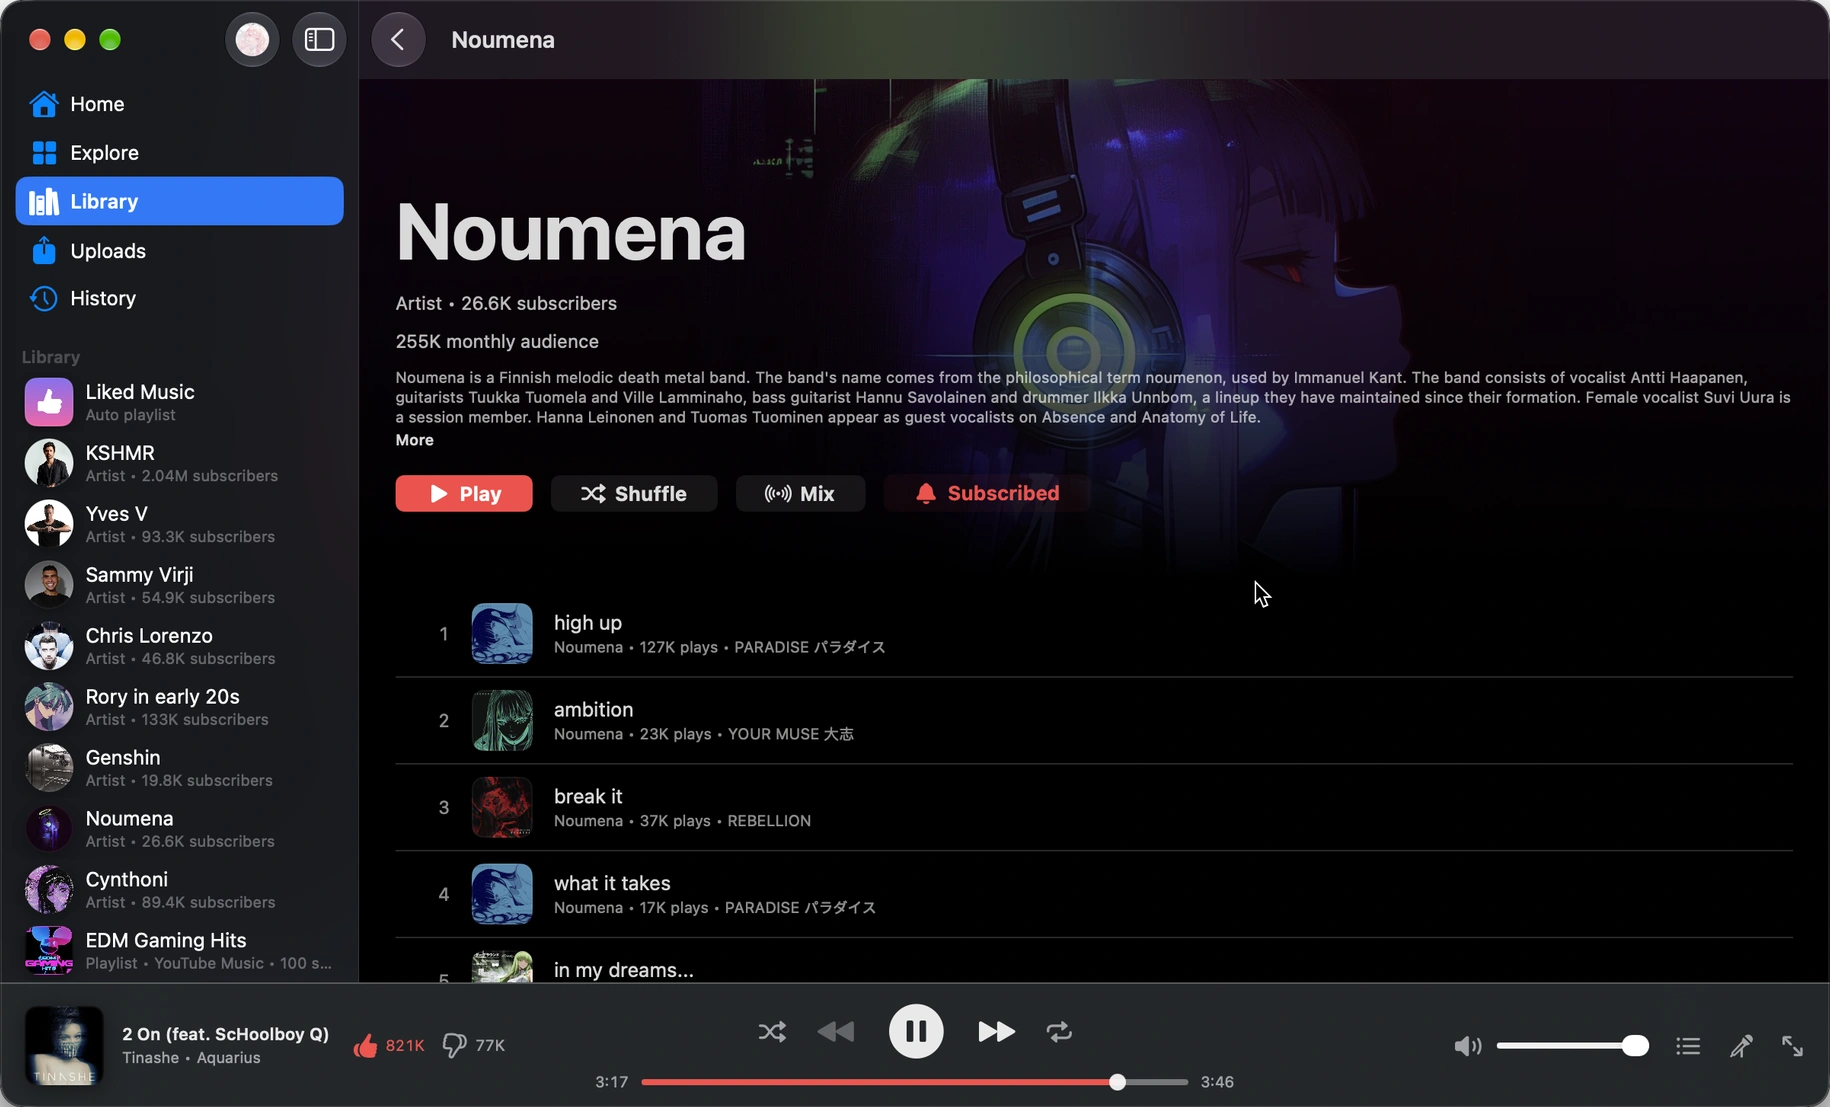 Noumena
Home
Explore
Library
Uploads
History
Library
Liked Music
Auto playlist
KSHMR
Artist • 2.04M subscribers
Yves V
Artist • 93.3K subscribers
Sammy Virji
Artist • 54.9K subscribers
Chris Lorenzo
Artist • 46.8K subscribers
Rory in early 20s
Artist • 133K subscribers
Genshin
Artist • 19.8K subscribers
Noumena
Artist • 26.6K subscribers
Cynthoni
Artist • 89.4K subscribers
EDM Gaming Hits
Playlist • YouTube Music • 100 s...
GAMING
Noumena
Artist • 26.6K subscribers
255K monthly audience
Noumena is a Finnish melodic death metal band. The band's name comes from the philosophical term noumenon, used by Immanuel Kant. The band consists of vocalist Antti Haapanen,
guitarists Tuukka Tuomela and Ville Lamminaho, bass guitarist Hannu Savolainen and drummer Ilkka Unnbom, a lineup they have maintained since their formation. Female vocalist Suvi Uura is
a session member. Hanna Leinonen and Tuomas Tuominen appear as guest vocalists on Absence and Anatomy of Life.
More
Play
Shuffle
Mix
Subscribed
1
high up
Noumena • 127K plays • PARADISE パラダイス
2
ambition
Noumena • 23K plays • YOUR MUSE 大志
3
break it
Noumena • 37K plays • REBELLION
4
what it takes
Noumena • 17K plays • PARADISE パラダイス
5
in my dreams...
TINASHE
2 On (feat. ScHoolboy Q)
Tinashe • Aquarius
821K
77K
3:17
3:46